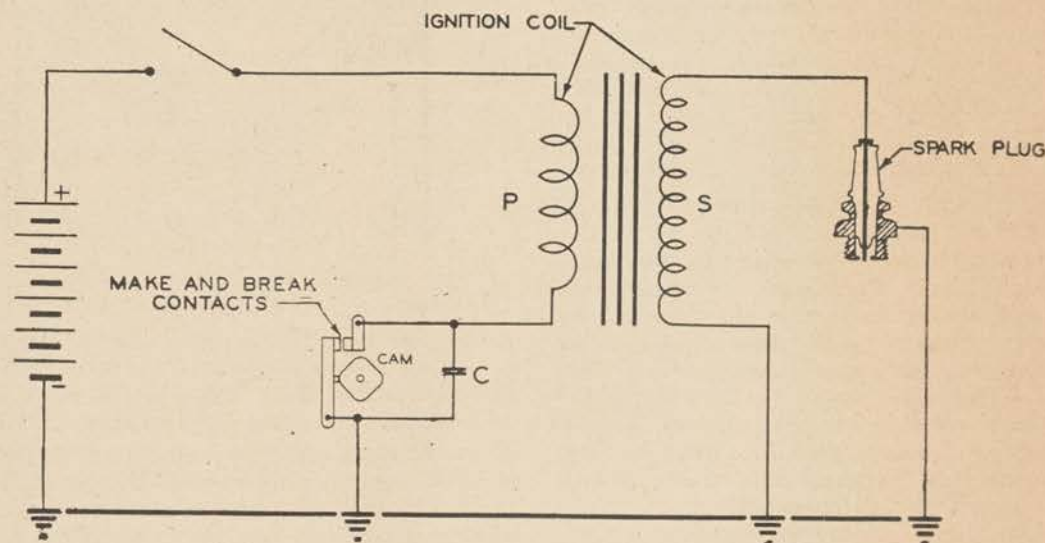 IGNITION COIL
SPARK PLUG
P
S
+
MAKE AND BREAK
CONTACTS
CAM
C
-